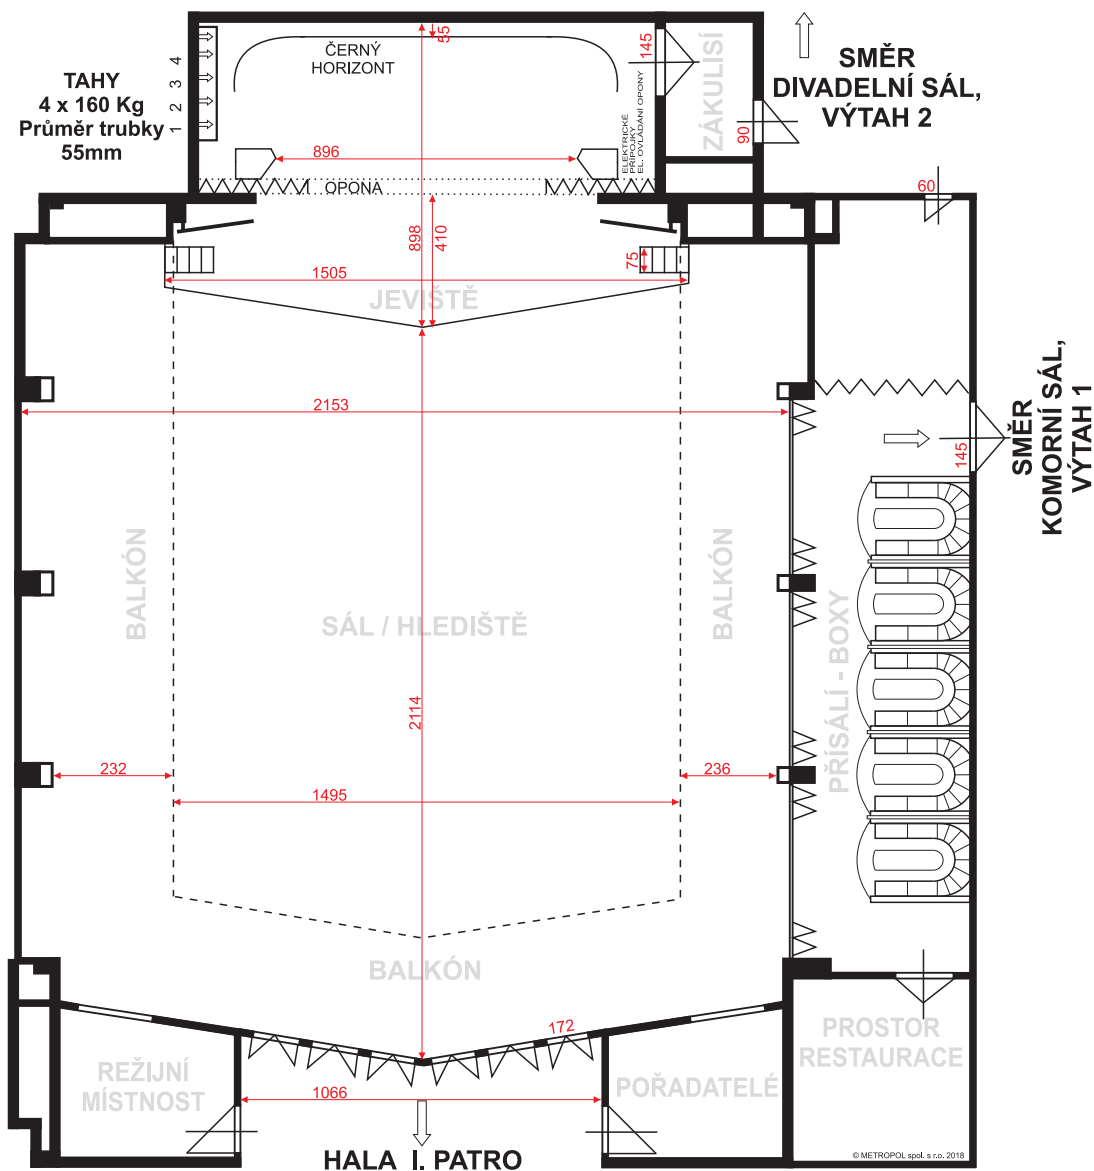 TAHY
4 x 160 Kg
Průměr trubky
55mm
1 2 3 4
ČERNÝ
HORIZONT
55
145
ZÁKULISÍ
90
SMĚR
DIVADELNÍ SÁL,
VÝTAH 2
896
ELEKTRICKÉ
PŘÍPOJKY
EL. OVLÁDÁNÍ OPONY
OPONA
60
898
410
75
1505
JEVIŠTĚ
2153
SMĚR
KOMORNÍ SÁL,
VÝTAH 1
145
BALKÓN
SÁL / HLEDIŠTĚ
BALKÓN
PŘÍSÁLÍ - BOXY
2114
232
236
1495
BALKÓN
172
REŽIJNÍ
MÍSTNOST
POŘADATELÉ
PROSTOR
RESTAURACE
1066
HALA I. PATRO
© METROPOL spol. s r.o. 2018